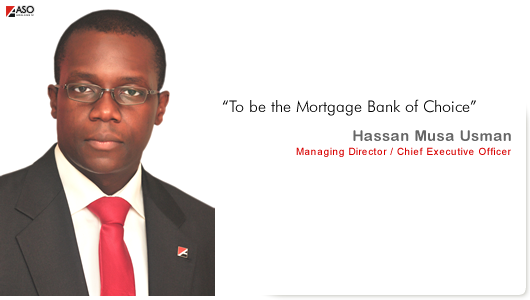 ASO
“To be the Mortgage Bank of Choice”
Hassan Musa Usman
Managing Director / Chief Executive Officer